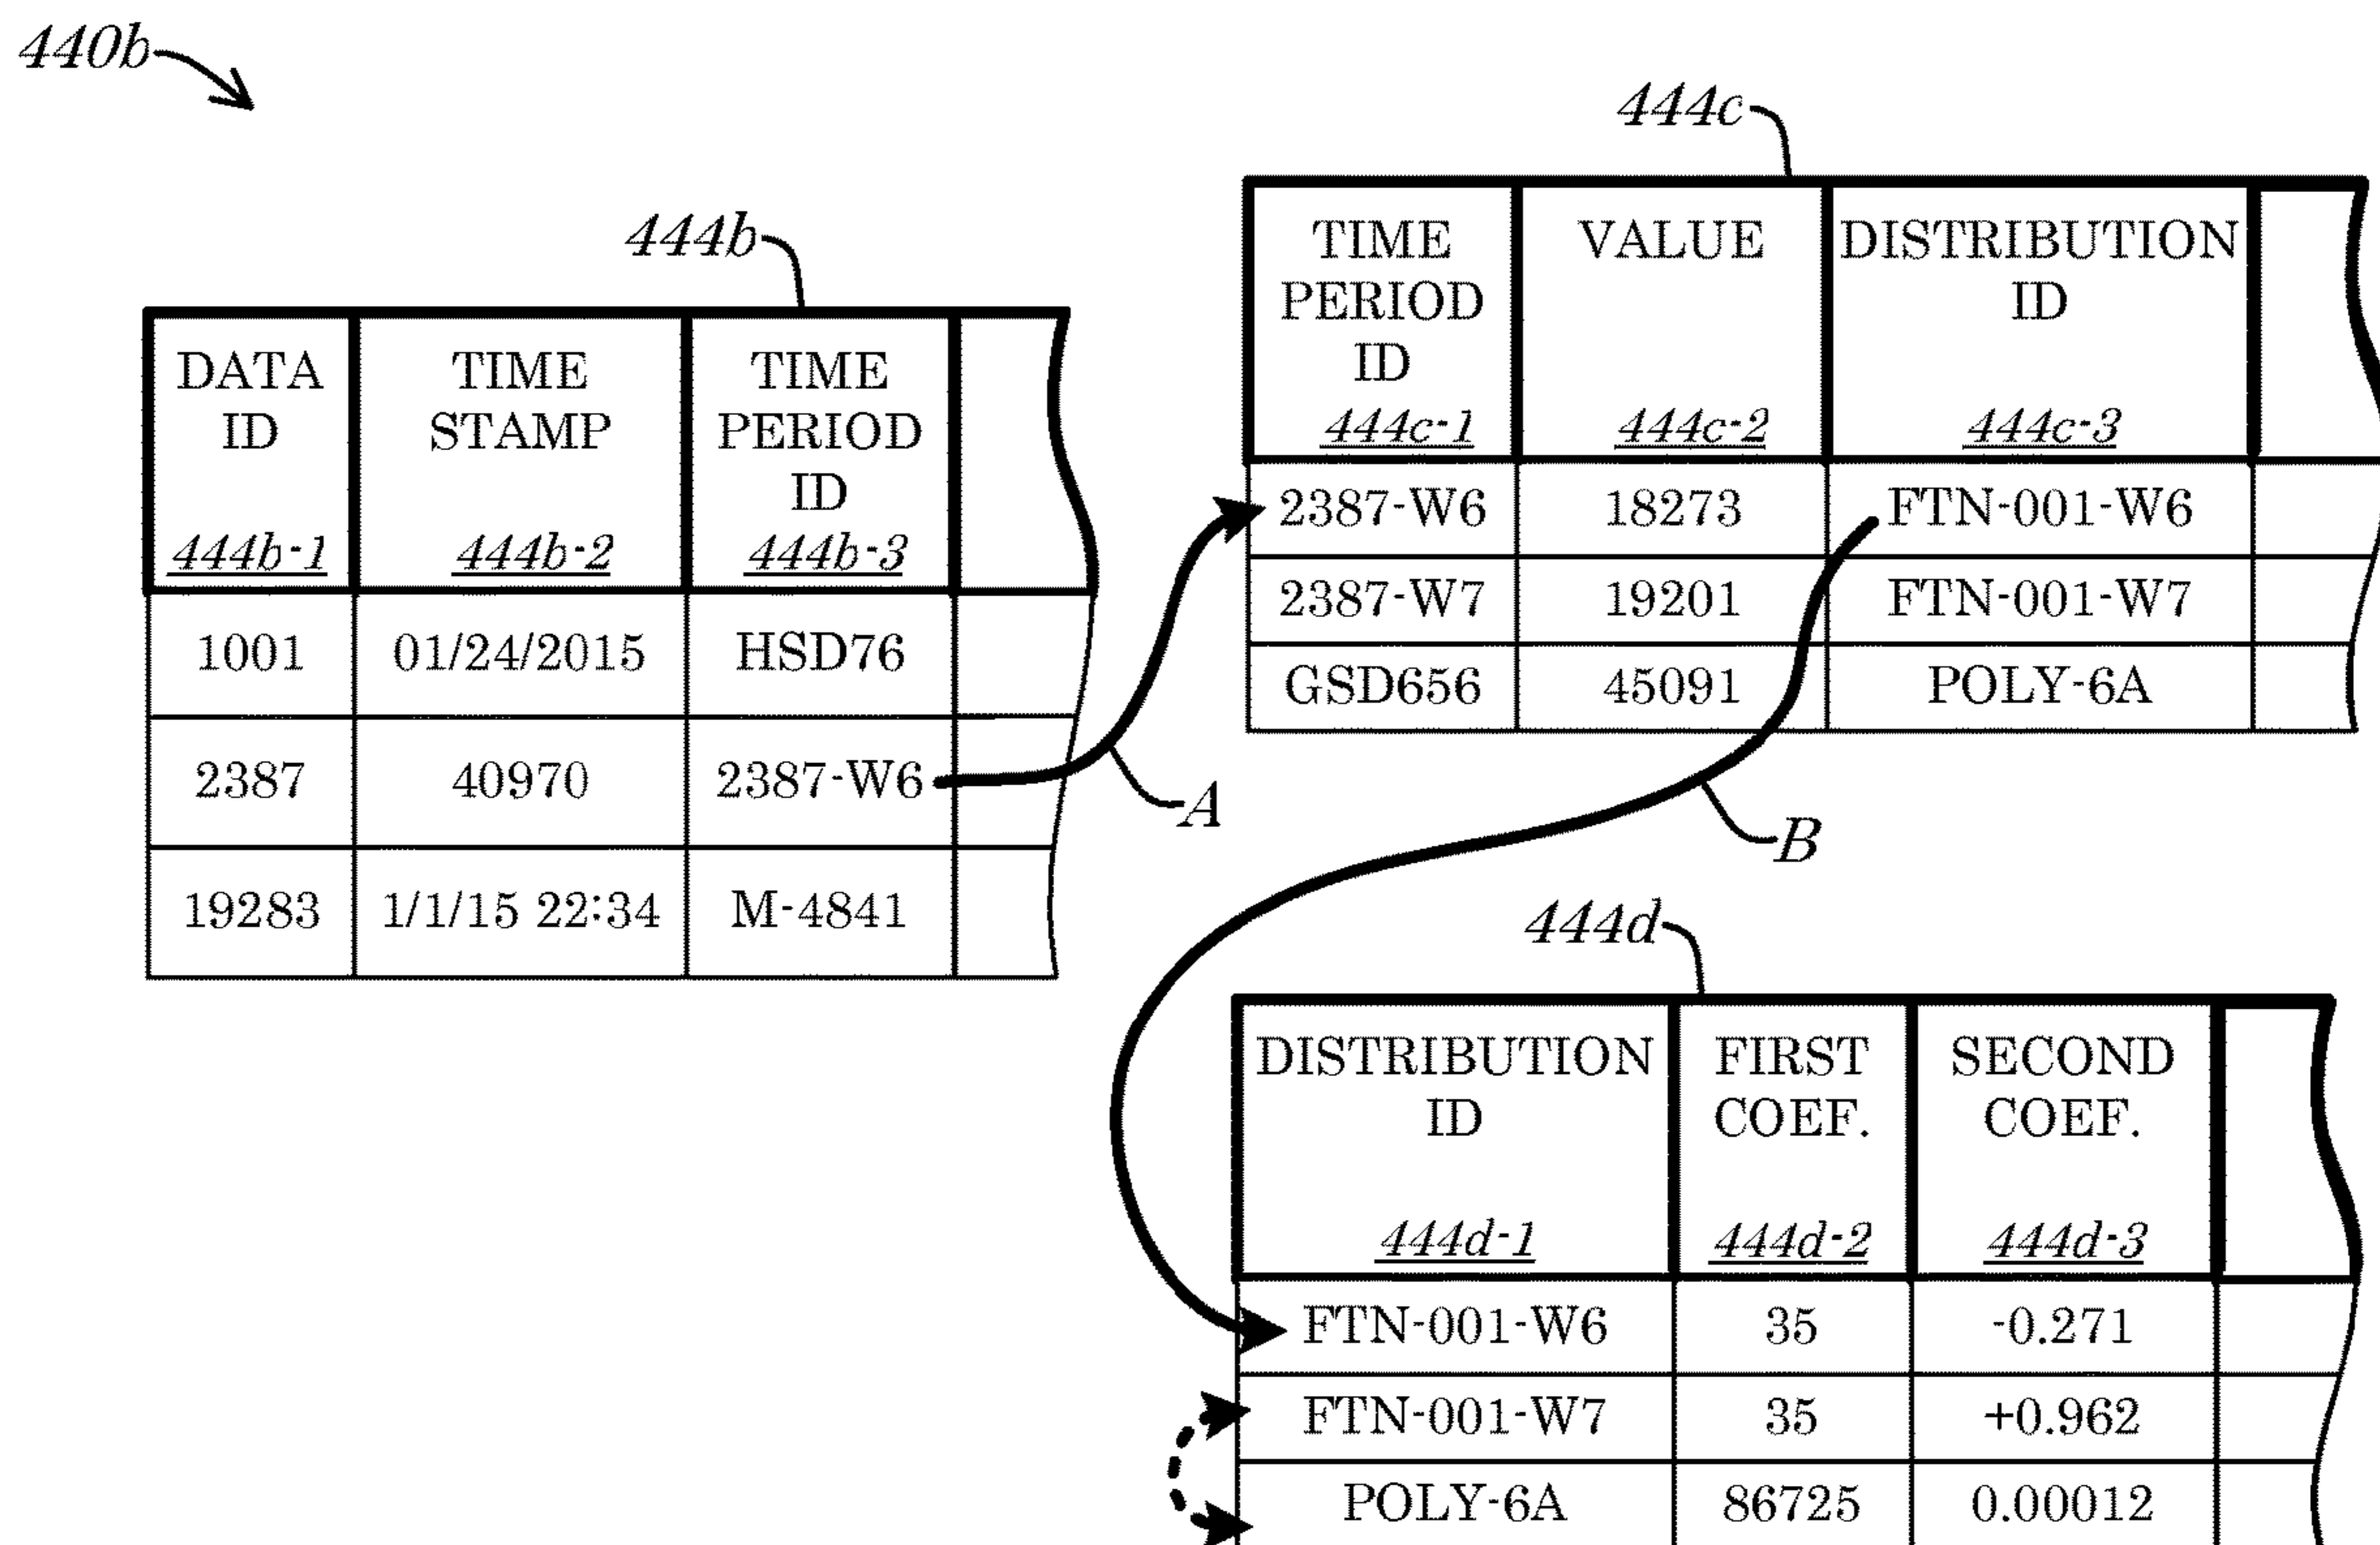 440b
444b
DATA ID 444b-1
TIME STAMP 444b-2
TIME PERIOD ID 444b-3
1001 01/24/2015 HSD76
2387 40970 2387-W6
19283 1/1/15 22:34 M-4841
A
444c
TIME PERIOD ID 444c-1
VALUE 444c-2
DISTRIBUTION ID 444c-3
2387-W6 18273 FTN-001-W6
2387-W7 19201 FTN-001-W7
GSD656 45091 POLY-6A
B
444d
DISTRIBUTION ID 444d-1
FIRST COEF. 444d-2
SECOND COEF. 444d-3
FTN-001-W6 35 -0.271
FTN-001-W7 35 +0.962
POLY-6A 86725 0.00012